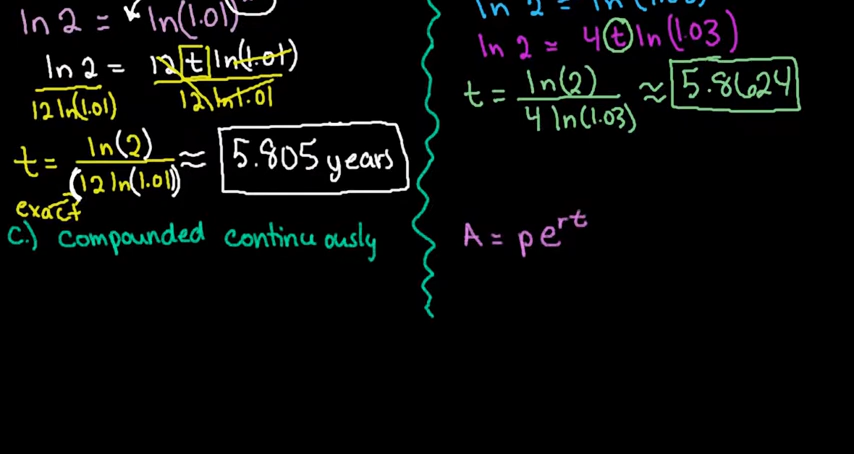 ln 2 = ln(1.01)
ln 2 = 12 t ln(1.01)
12 ln(1.01) 12 ln 1.01
t = ln(2) / (12 ln(1.01)) ≈ 5.805 years
exact
c.) compounded continuously
ln 2 = 4 t ln(1.03)
t = ln(2) / 4 ln(1.03) ≈ 5.8624
A = pe^rt